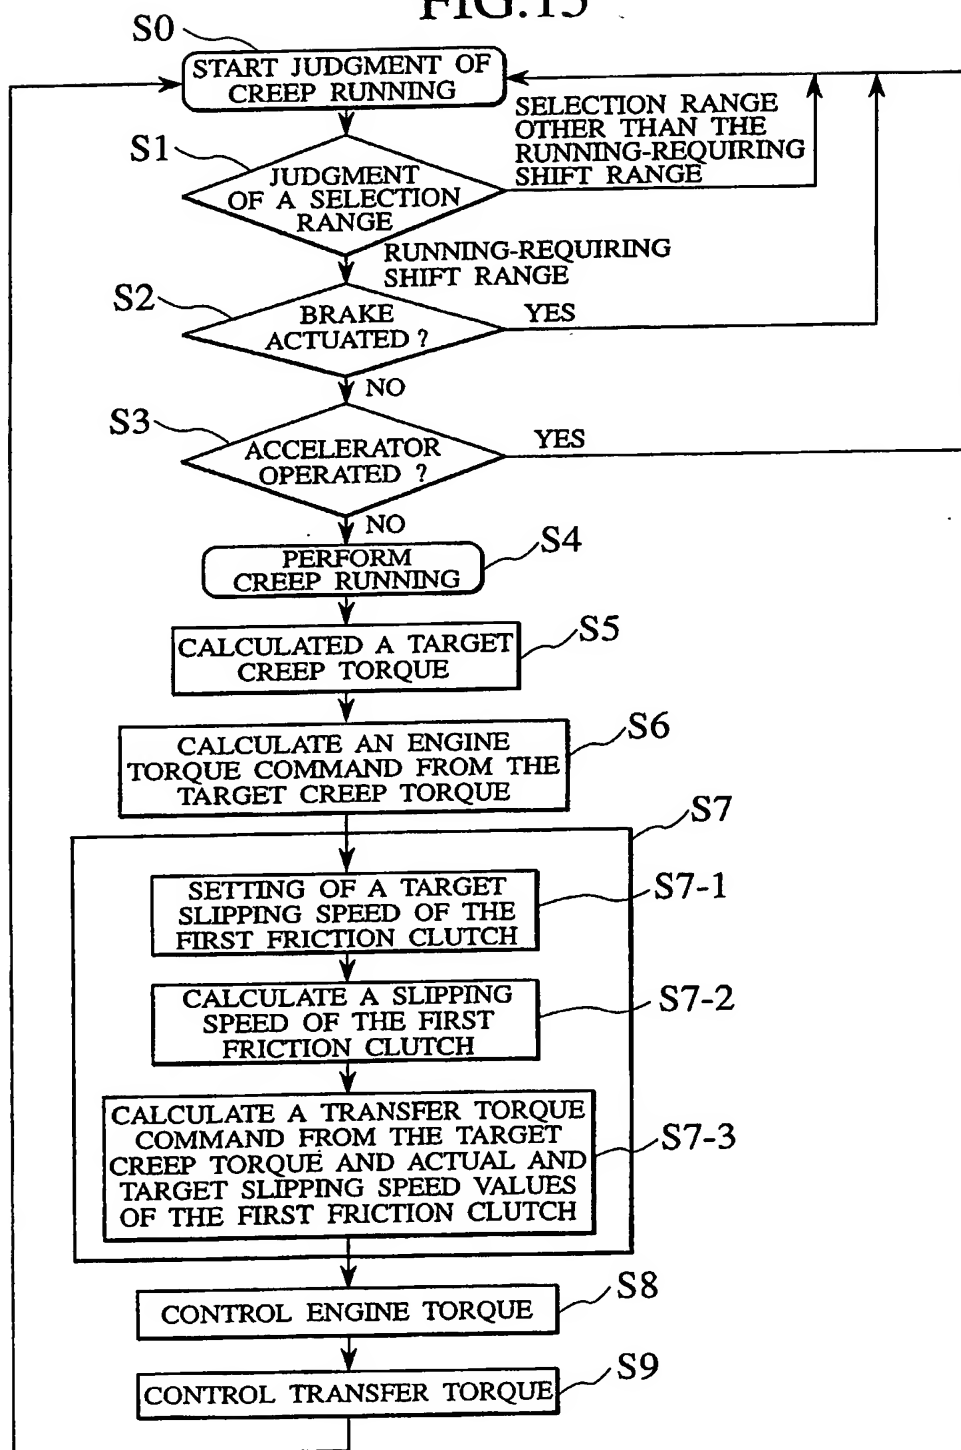 FIG.15
S0
START JUDGMENT OF
CREEP RUNNING
SELECTION RANGE
OTHER THAN THE
RUNNING-REQUIRING
SHIFT RANGE
S1
JUDGMENT
OF A SELECTION
RANGE
RUNNING-REQUIRING
SHIFT RANGE
S2
BRAKE
ACTUATED ?
YES
NO
S3
ACCELERATOR
OPERATED ?
YES
NO
PERFORM
CREEP RUNNING
S4
CALCULATED A TARGET
CREEP TORQUE
S5
CALCULATE AN ENGINE
TORQUE COMMAND FROM THE
TARGET CREEP TORQUE
S6
S7
SETTING OF A TARGET
SLIPPING SPEED OF THE
FIRST FRICTION CLUTCH
S7-1
CALCULATE A SLIPPING
SPEED OF THE FIRST
FRICTION CLUTCH
S7-2
CALCULATE A TRANSFER TORQUE
COMMAND FROM THE TARGET
CREEP TORQUE AND ACTUAL AND
TARGET SLIPPING SPEED VALUES
OF THE FIRST FRICTION CLUTCH
S7-3
CONTROL ENGINE TORQUE
S8
CONTROL TRANSFER TORQUE
S9